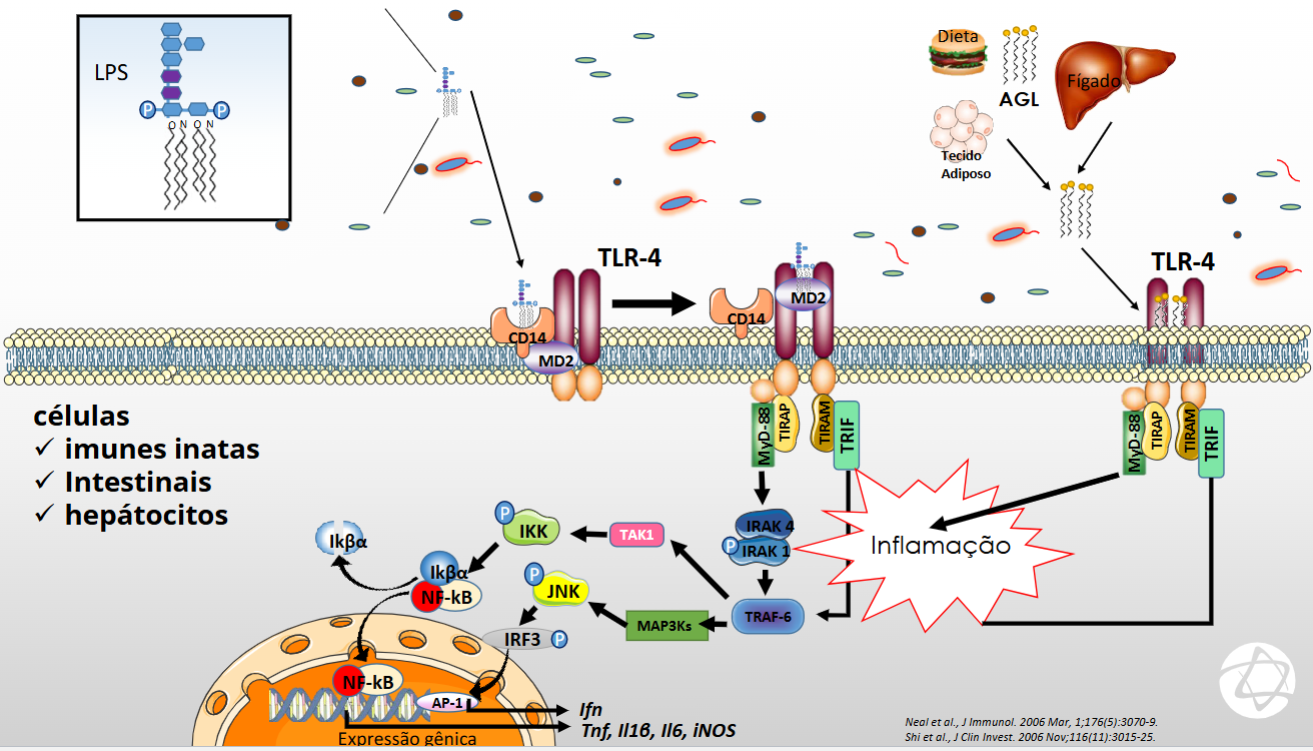 LPS
P
P
O N O N
Dieta
AGL
Fígado
Tecido
Adiposo
TLR-4
TLR-4
CD14
MD2
CD14
MD2
células
✓ imunes inatas
✓ Intestinais
✓ hepátocitos
MyD-88
TIRAP
TIRAM
TRIF
MyD-88
TIRAP
TIRAM
TRIF
Inflamação
IRAK 4
P
IRAK 1
TRAF-6
TAK1
P
IKK
Ikβα
Ikβα
NF-kB
P
JNK
MAP3Ks
IRF3
P
NF-kB
AP-1
Ifn
Tnf, Il1β, Il6, iNOS
Expressão gênica
Neal et al., J Immunol. 2006 Mar, 1;176(5):3070-9.
Shi et al., J Clin Invest. 2006 Nov;116(11):3015-25.